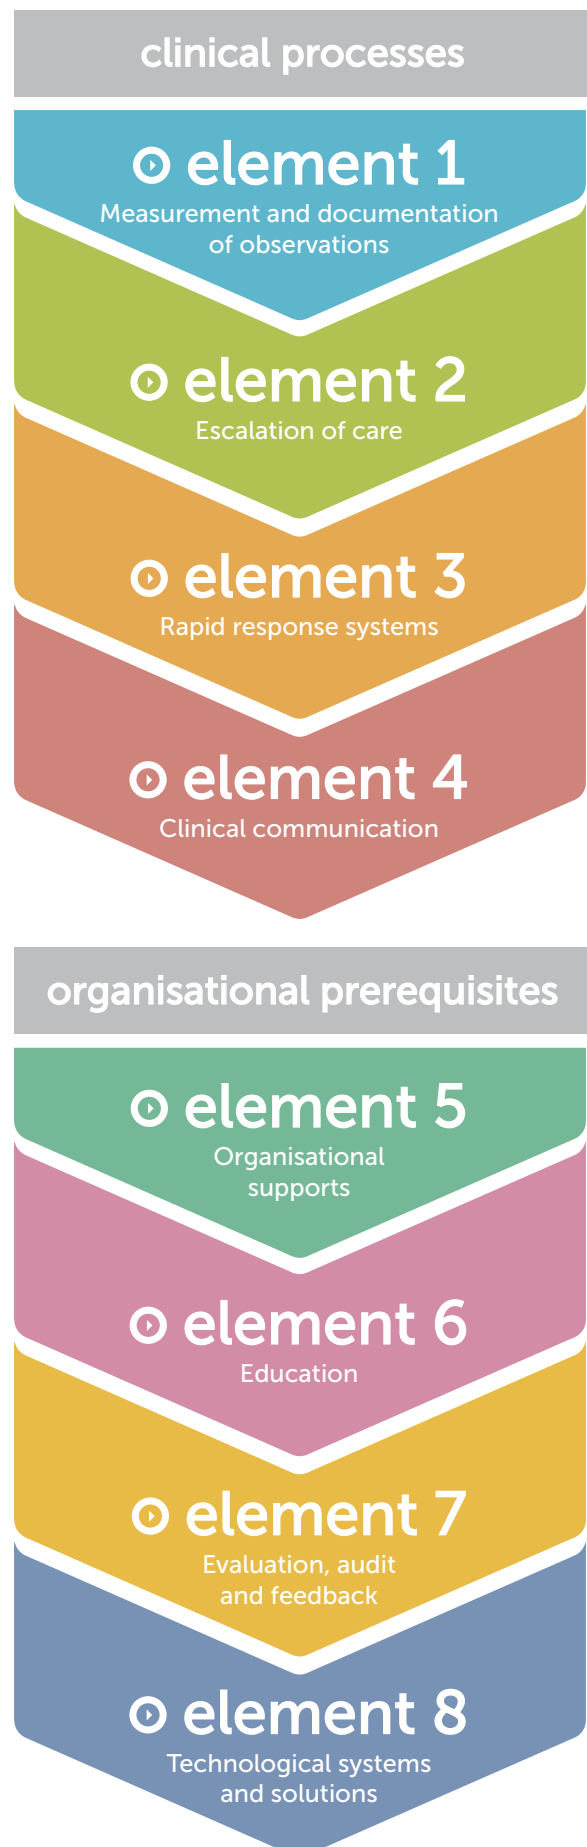 clinical processes
element 1
Measurement and documentation
of observations
element 2
Escalation of care
element 3
Rapid response systems
element 4
Clinical communication
organisational prerequisites
element 5
Organisational
supports
element 6
Education
element 7
Evaluation, audit
and feedback
element 8
Technological systems
and solutions